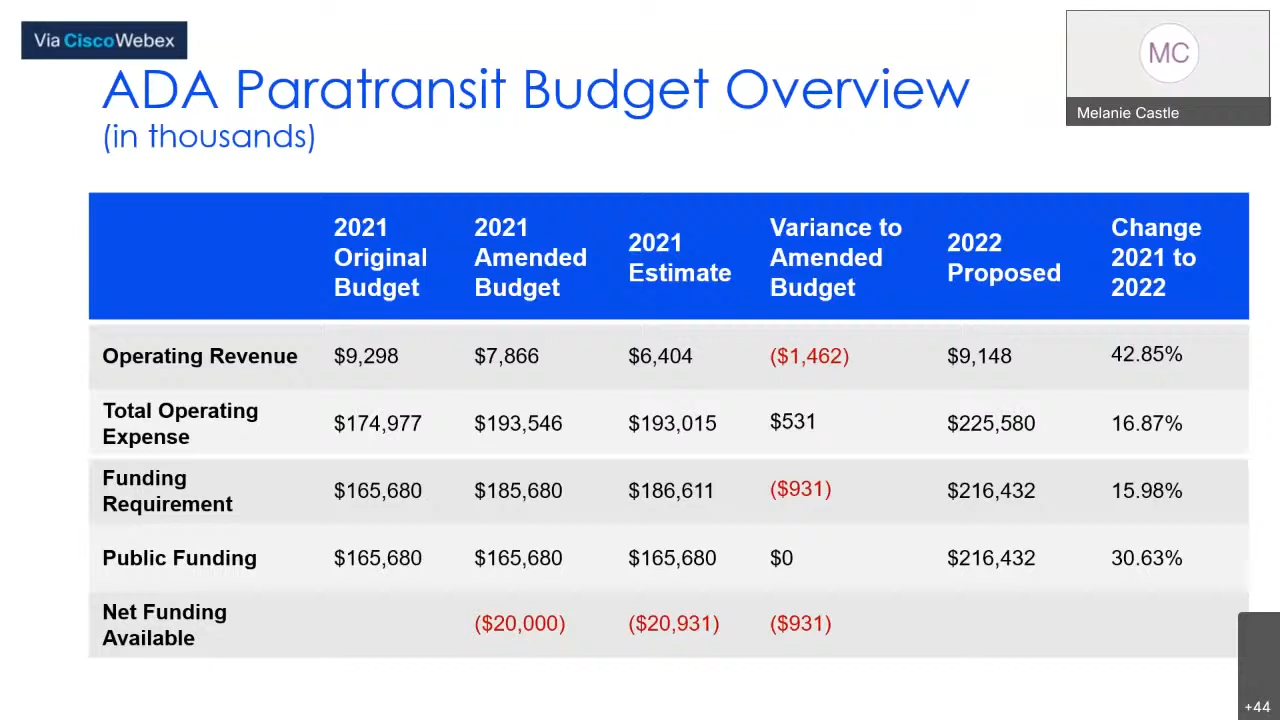 Via CiscoWebex
MC
Melanie Castle
ADA Paratransit Budget Overview
(in thousands)
2021 Original Budget
2021 Amended Budget
2021 Estimate
Variance to Amended Budget
2022 Proposed
Change 2021 to 2022
Operating Revenue $9,298 $7,866 $6,404 ($1,462) $9,148 42.85%
Total Operating Expense $174,977 $193,546 $193,015 $531 $225,580 16.87%
Funding Requirement $165,680 $185,680 $186,611 ($931) $216,432 15.98%
Public Funding $165,680 $165,680 $165,680 $0 $216,432 30.63%
Net Funding Available ($20,000) ($20,931) ($931)
+44